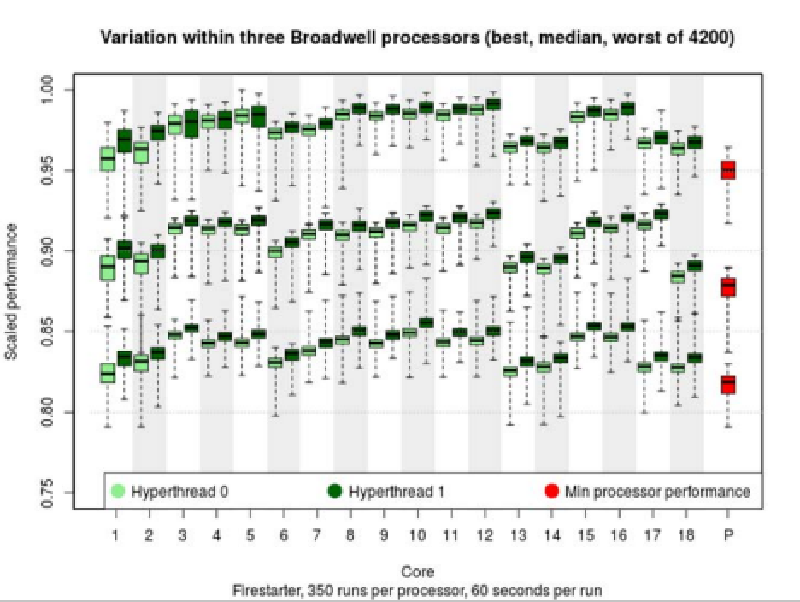 Variation within three Broadwell processors (best, median, worst of 4200)
Scaled performance
1.00
0.95
0.90
0.85
0.80
0.75
Hyperthread 0 Hyperthread 1 Min processor performance
1 2 3 4 5 6 7 8 9 10 11 12 13 14 15 16 17 18 P
Core
Firestarter, 350 runs per processor, 60 seconds per run